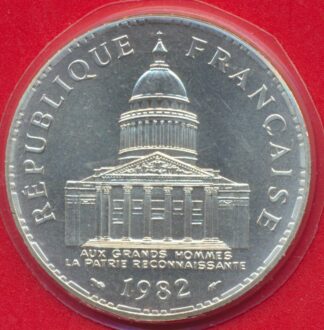 RÉPUBLIQUE FRANÇAISE
AUX GRANDS HOMMES
LA PATRIE RECONNAISSANTE
1982